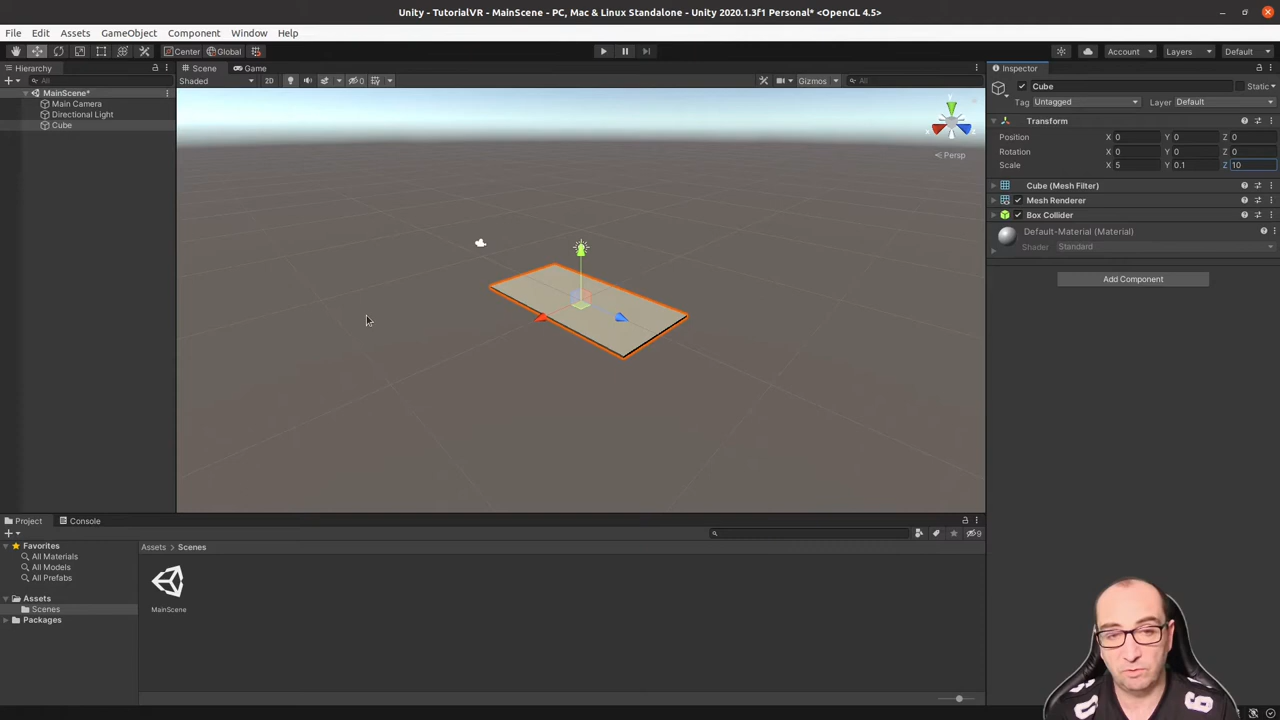 Unity - TutorialVR - MainScene - PC, Mac & Linux Standalone - Unity 2020.1.3f1 Personal* <OpenGL 4.5>
File Edit Assets GameObject Component Window Help
Center Global Account Layers Default
Hierarchy
All
MainScene*
Main Camera
Directional Light
Cube
Scene Game
Shaded 2D Gizmos All
Persp
Inspector
Cube Static
Tag Untagged Layer Default
Transform
Position X 0 Y 0 Z 0
Rotation X 0 Y 0 Z 0
Scale X 5 Y 0.1 Z 10
Cube (Mesh Filter)
Mesh Renderer
Box Collider
Default-Material (Material)
Shader Standard
Add Component
Project Console
9
Favorites
All Materials
All Models
All Prefabs
Assets
Scenes
Packages
Assets > Scenes
MainScene